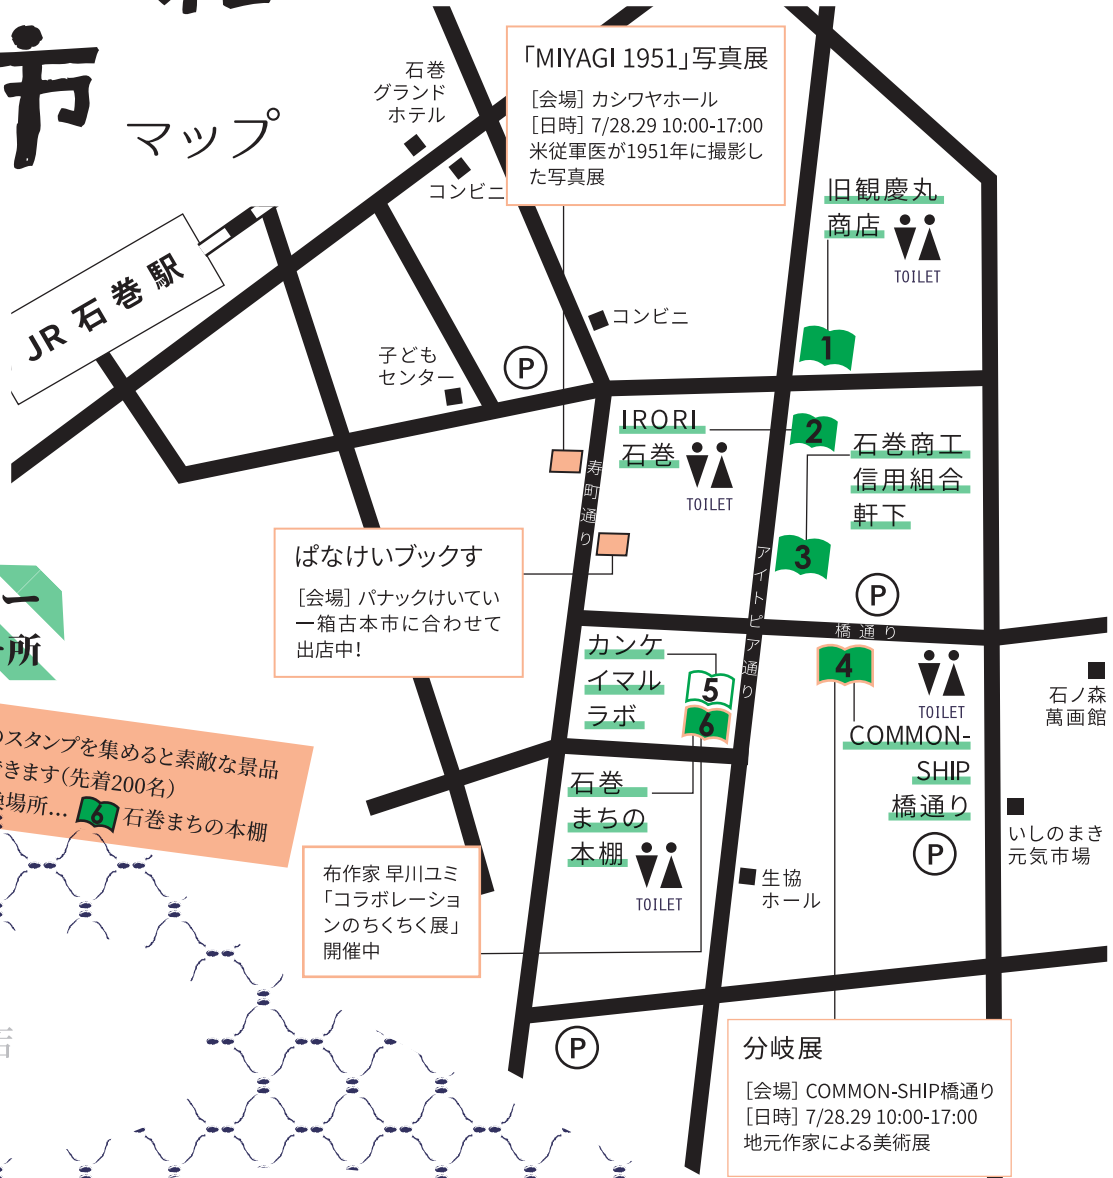 市
マップ
石巻
グランド
ホテル
コンビニ
「MIYAGI 1951」写真展
［会場］カシワヤホール
［日時］7/28.29 10:00-17:00
米従軍医が1951年に撮影し
た写真展
旧観慶丸
商店
TOILET
JR 石巻駅
コンビニ
子ども
センター
P
1
IRORI
石巻
TOILET
2
石巻商工
信用組合
軒下
3
寿町通り
アイトピア通り
ぱなけいブックす
［会場］パナックけいてい
一箱古本市に合わせて
出店中！
P
橋通り
カンケ
イマル
ラボ
5
6
4
TOILET
COMMON-
SHIP
橋通り
P
石ノ森
萬画館
いしのまき
元気市場
ー
所
スタンプを集めると素敵な景品
できます（先着200名）
場所… 6 石巻まちの本棚
石巻
まちの
本棚
TOILET
生協
ホール
布作家 早川ユミ
「コラボレーショ
ンのちくちく展」
開催中
P
分岐展
［会場］COMMON-SHIP橋通り
［日時］7/28.29 10:00-17:00
地元作家による美術展